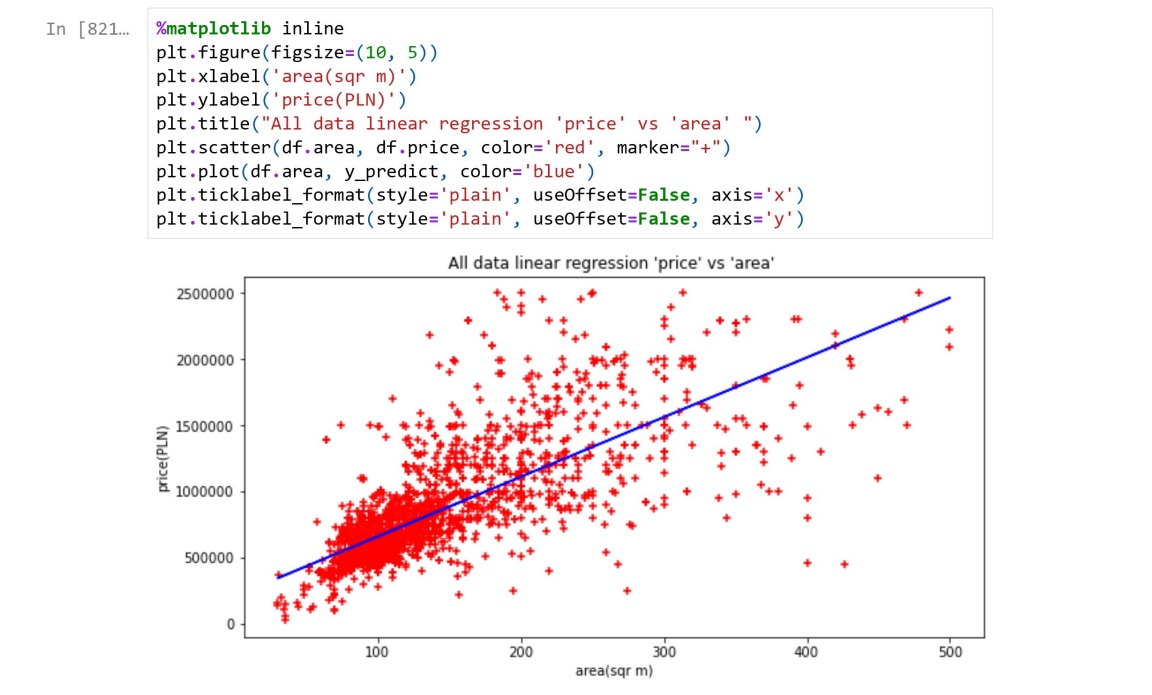 In [821…
%matplotlib inline
plt.figure(figsize=(10, 5))
plt.xlabel('area(sqr m)')
plt.ylabel('price(PLN)')
plt.title("All data linear regression 'price' vs 'area' ")
plt.scatter(df.area, df.price, color='red', marker="+")
plt.plot(df.area, y_predict, color='blue')
plt.ticklabel_format(style='plain', useOffset=False, axis='x')
plt.ticklabel_format(style='plain', useOffset=False, axis='y')
All data linear regression 'price' vs 'area'
2500000
2000000
1500000
1000000
500000
0
price(PLN)
100 200 300 400 500
area(sqr m)